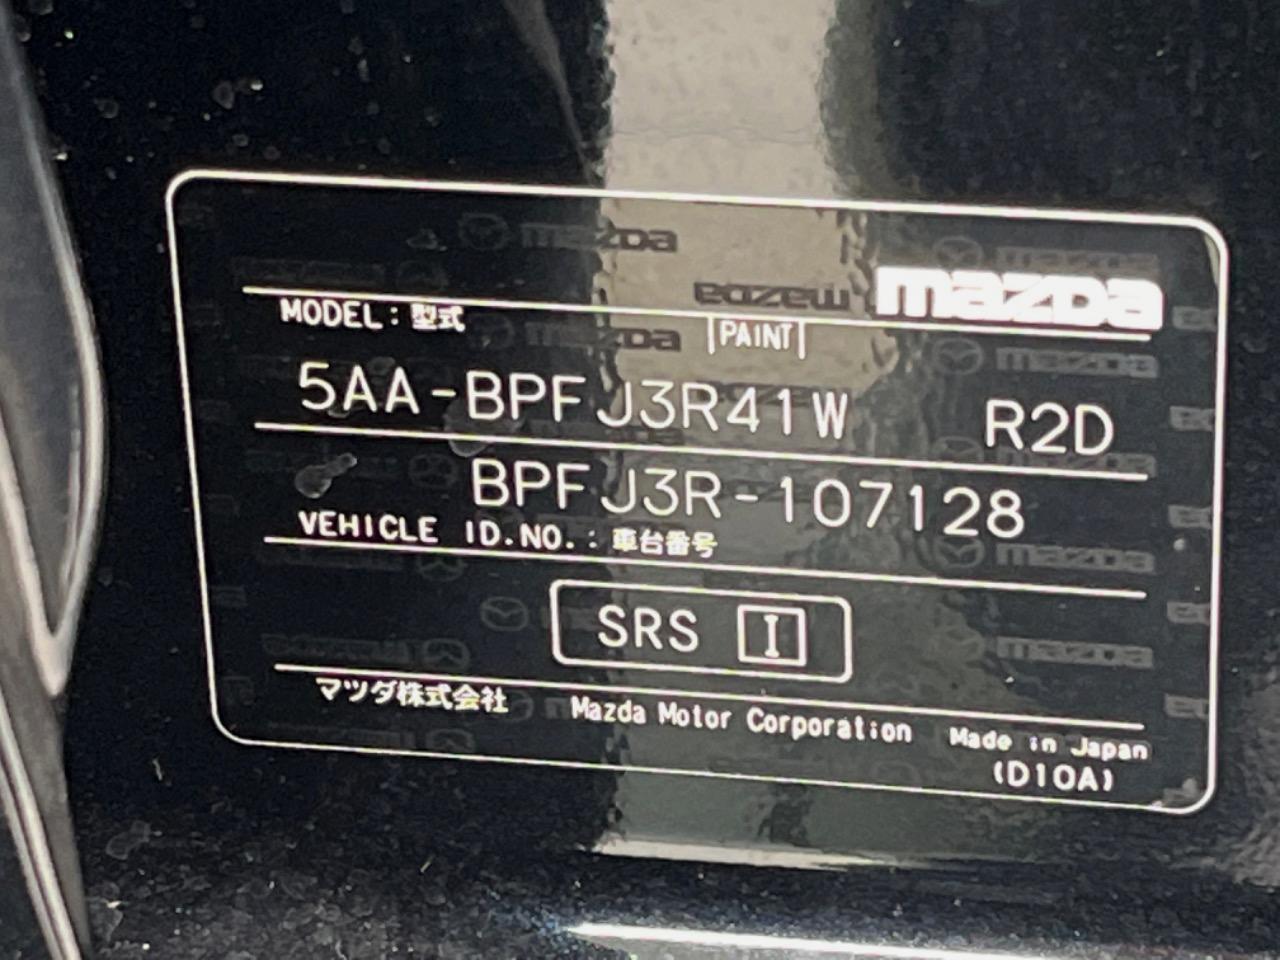 mazda
MODEL : 型式
PAINT
5AA-BPFJ3R41W R2D
BPFJ3R-107128
VEHICLE ID.NO. : 車台番号
SRS I
マツダ株式会社 Mazda Motor Corporation Made in Japan
(D10A)